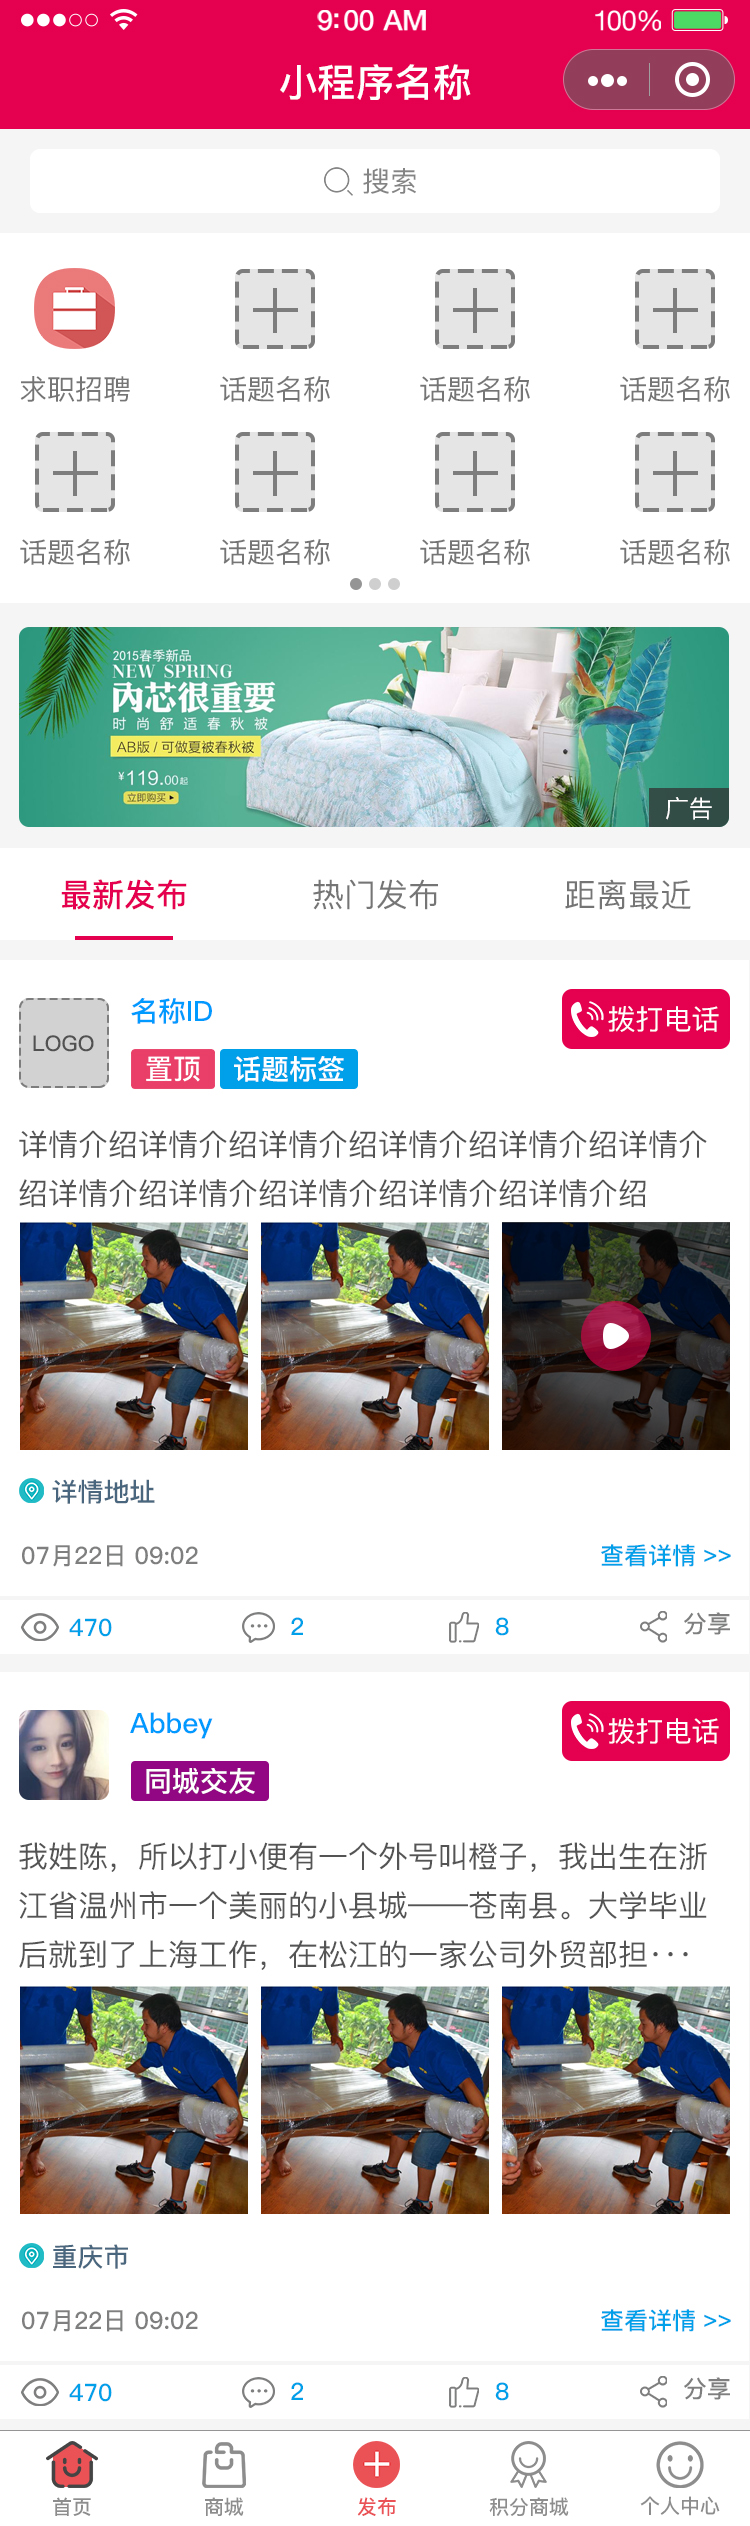 9:00 AM
100%
小程序名称
搜索
求职招聘 话题名称 话题名称 话题名称
话题名称 话题名称 话题名称 话题名称
2015春季新品
NEW SPRING
内芯很重要
时尚舒适春秋被
AB版 / 可做夏被春秋被
¥119.00起
立即购买
广告
最新发布 热门发布 距离最近
LOGO
名称ID
拨打电话
置顶 话题标签
详情介绍详情介绍详情介绍详情介绍详情介绍详情介
绍详情介绍详情介绍详情介绍详情介绍详情介绍
详情地址
07月22日 09:02 查看详情 >>
470 2 8 分享
Abbey
拨打电话
同城交友
我姓陈，所以打小便有一个外号叫橙子，我出生在浙
江省温州市一个美丽的小县城——苍南县。大学毕业
后就到了上海工作，在松江的一家公司外贸部担···
重庆市
07月22日 09:02 查看详情 >>
470 2 8 分享
首页 商城 发布 积分商城 个人中心